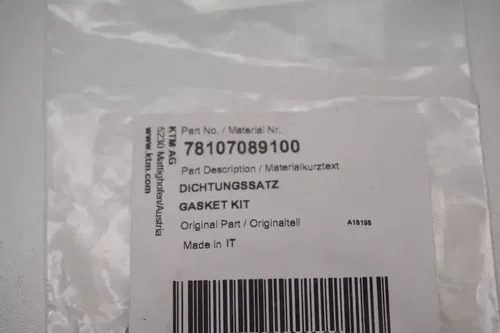 KTM AG
5230 Mattighofen/Austria
www.ktm.com
Part No. / Material Nr.
78107089100
Part Description / Materialkurztext
DICHTUNGSSATZ
GASKET KIT
Original Part / Originalteil
A18196
Made in IT